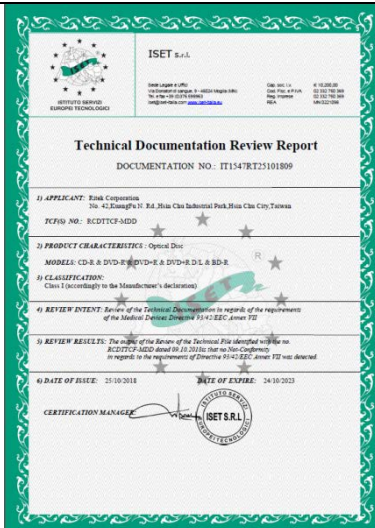 ISET S.r.l.
ISTITUTO SERVIZI
EUROPEI TECNOLOGICI
Technical Documentation Review Report
DOCUMENTATION NO.: IT1547RT25101809
1) APPLICANT: Ritek Corporation
No. 42,KuangFu N. Rd.,Hsin Chu Industrial Park,Hsin Chu City,Taiwan
TCF(S) NO.: RCDTTCF-MDD
2) PRODUCT CHARACTERISTICS : Optical Disc
MODELS: CD-R & DVD-R & DVD+R & DVD+R D/L & BD-R
3) CLASSIFICATION:
Class I (accordingly to the Manufacturer's declaration)
4) REVIEW INTENT: Review of the Technical Documentation in regards of the requirements
of the Medical Devices Directive 93/42/EEC Annex VII
5) REVIEW RESULTS: The output of the Review of the Technical File identified with the no.
RCDTTCF-MDD dated 09.10.2018is that no Non-Conformity
in regards to the requirements of Directive 93/42/EEC Annex VII was detected.
6) DATE OF ISSUE: 25/10/2018 DATE OF EXPIRE: 24/10/2023
CERTIFICATION MANAGER:
ISET S.R.L